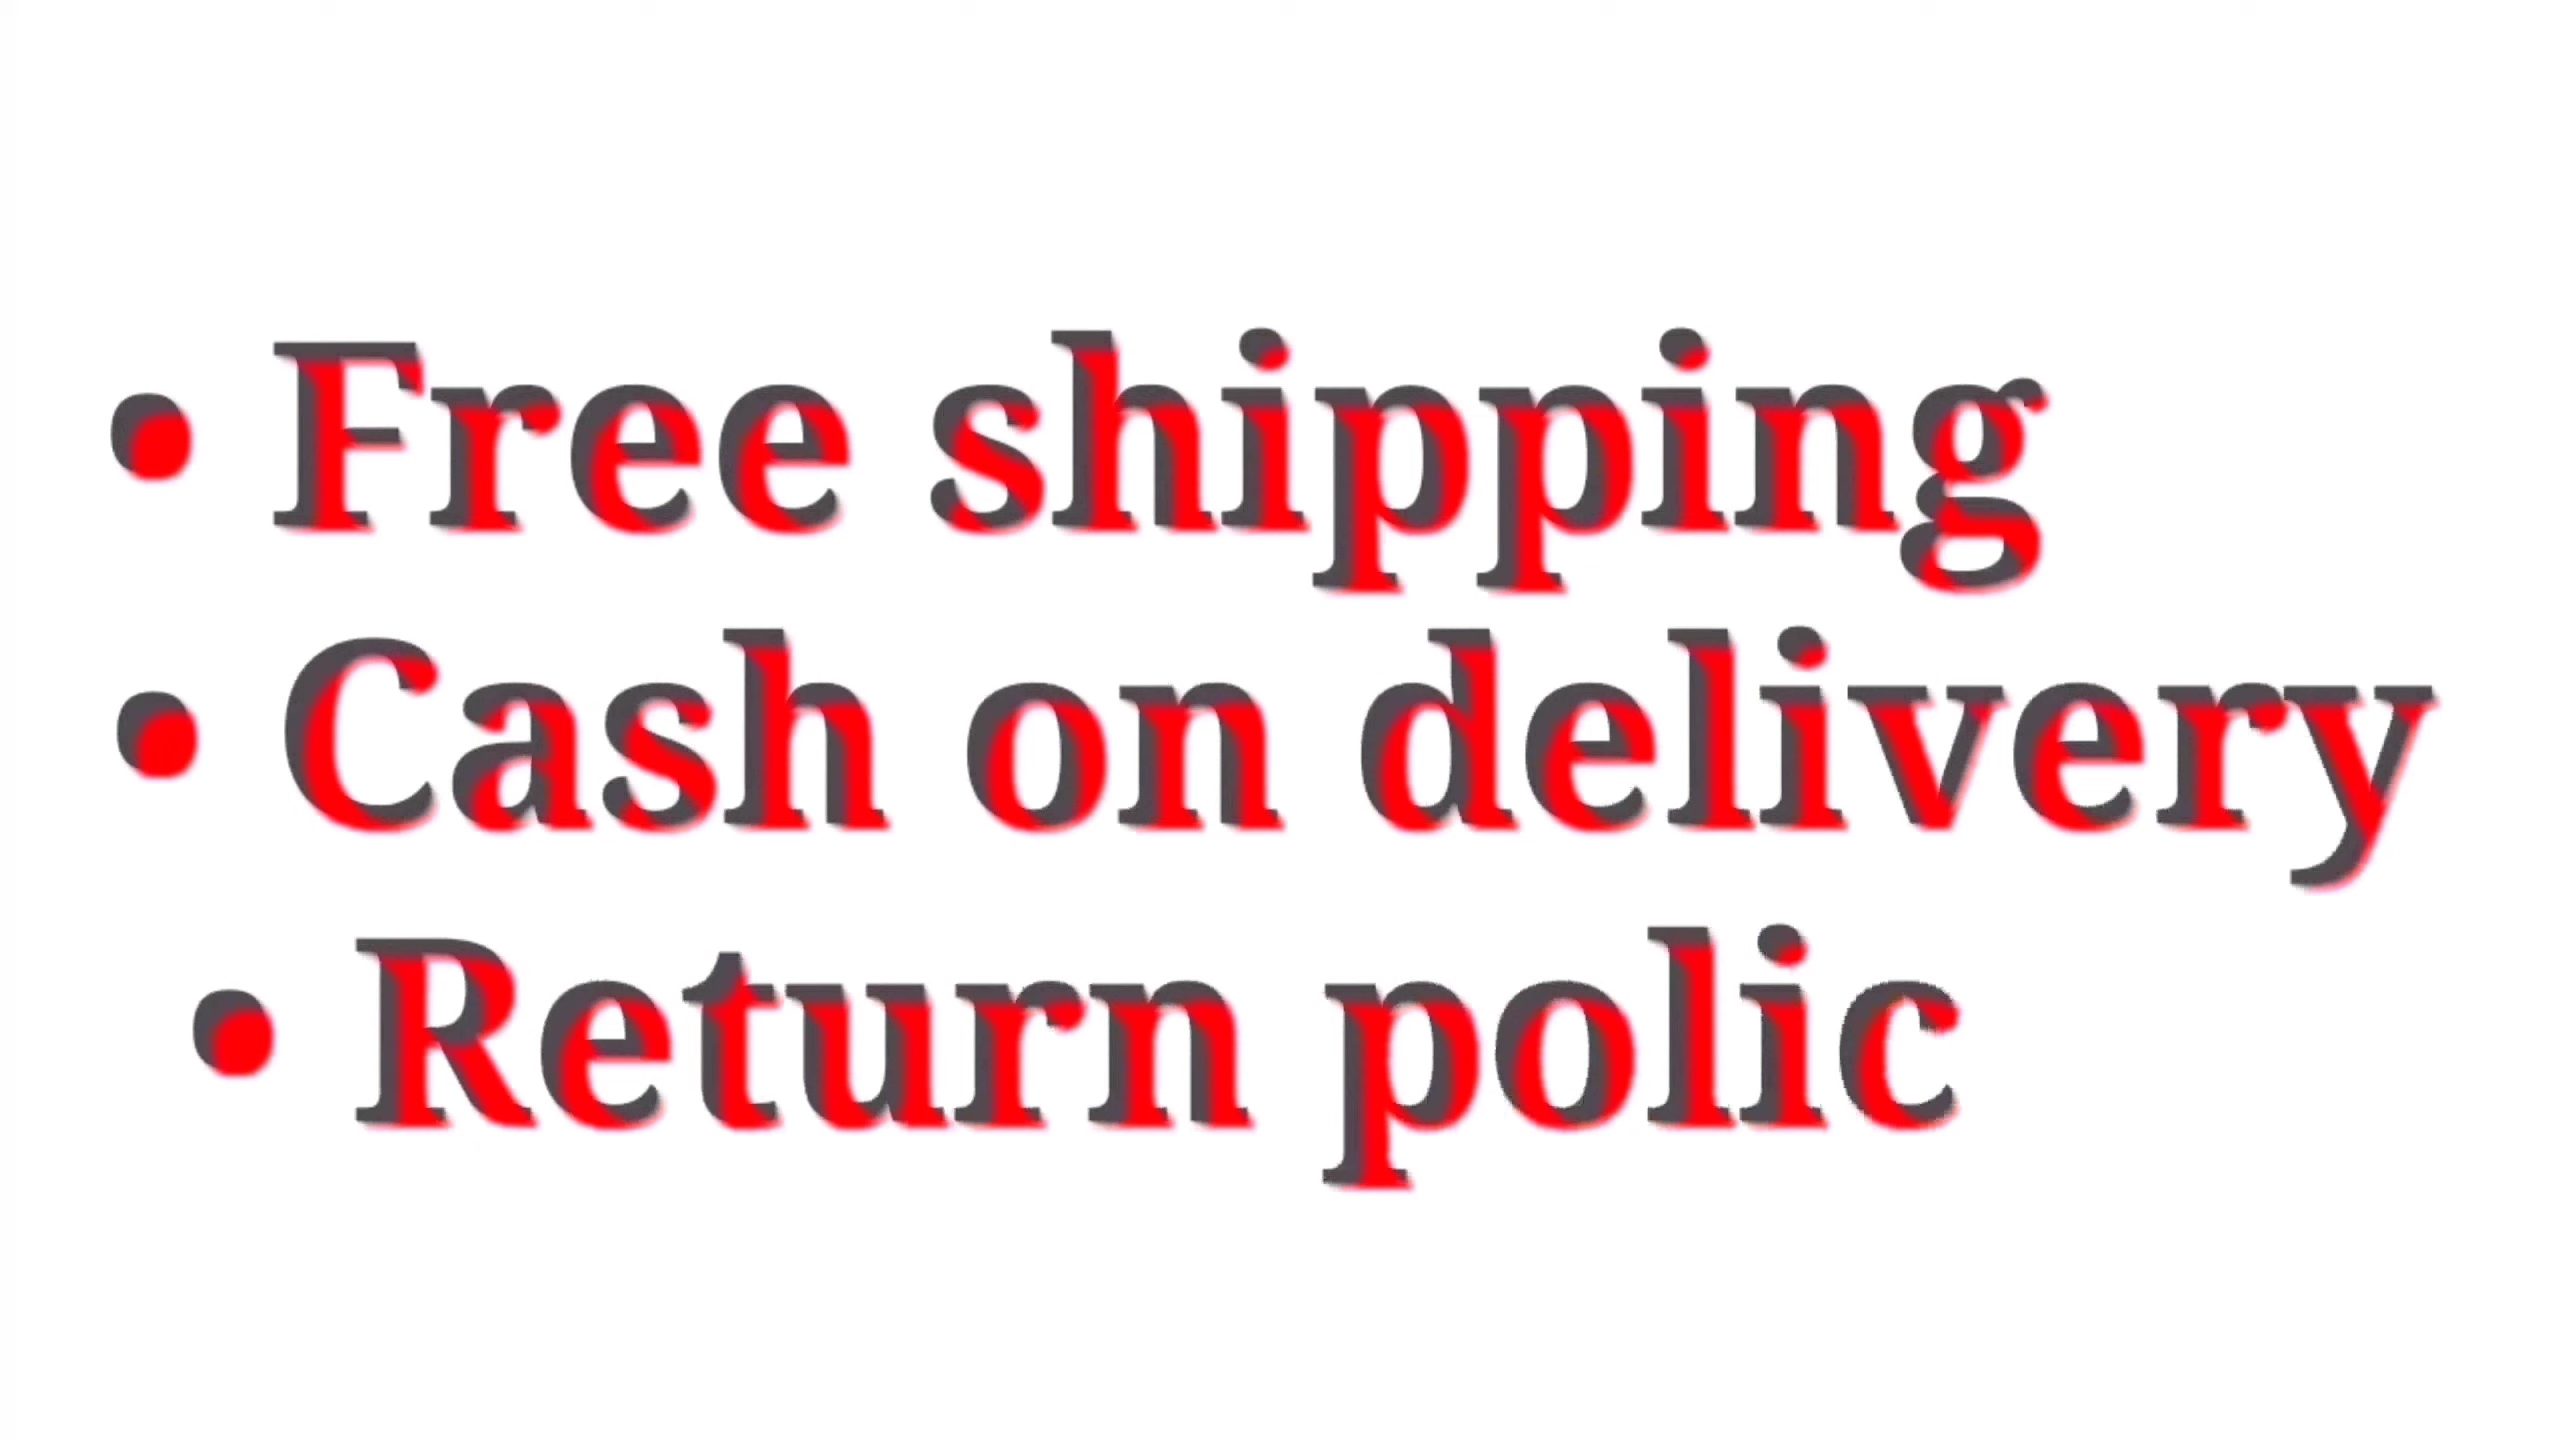 • Free shipping
• Cash on delivery
• Return polic